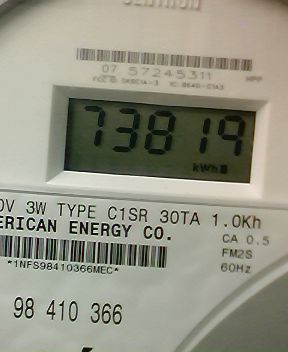 CENTRON
07 57245311
73819
kWh
0V 3W TYPE C1SR 30TA 1.0Kh
ERICAN ENERGY CO.
CA 0.5
FM2S
*1NFS98410366MEC*
60Hz
98 410 366